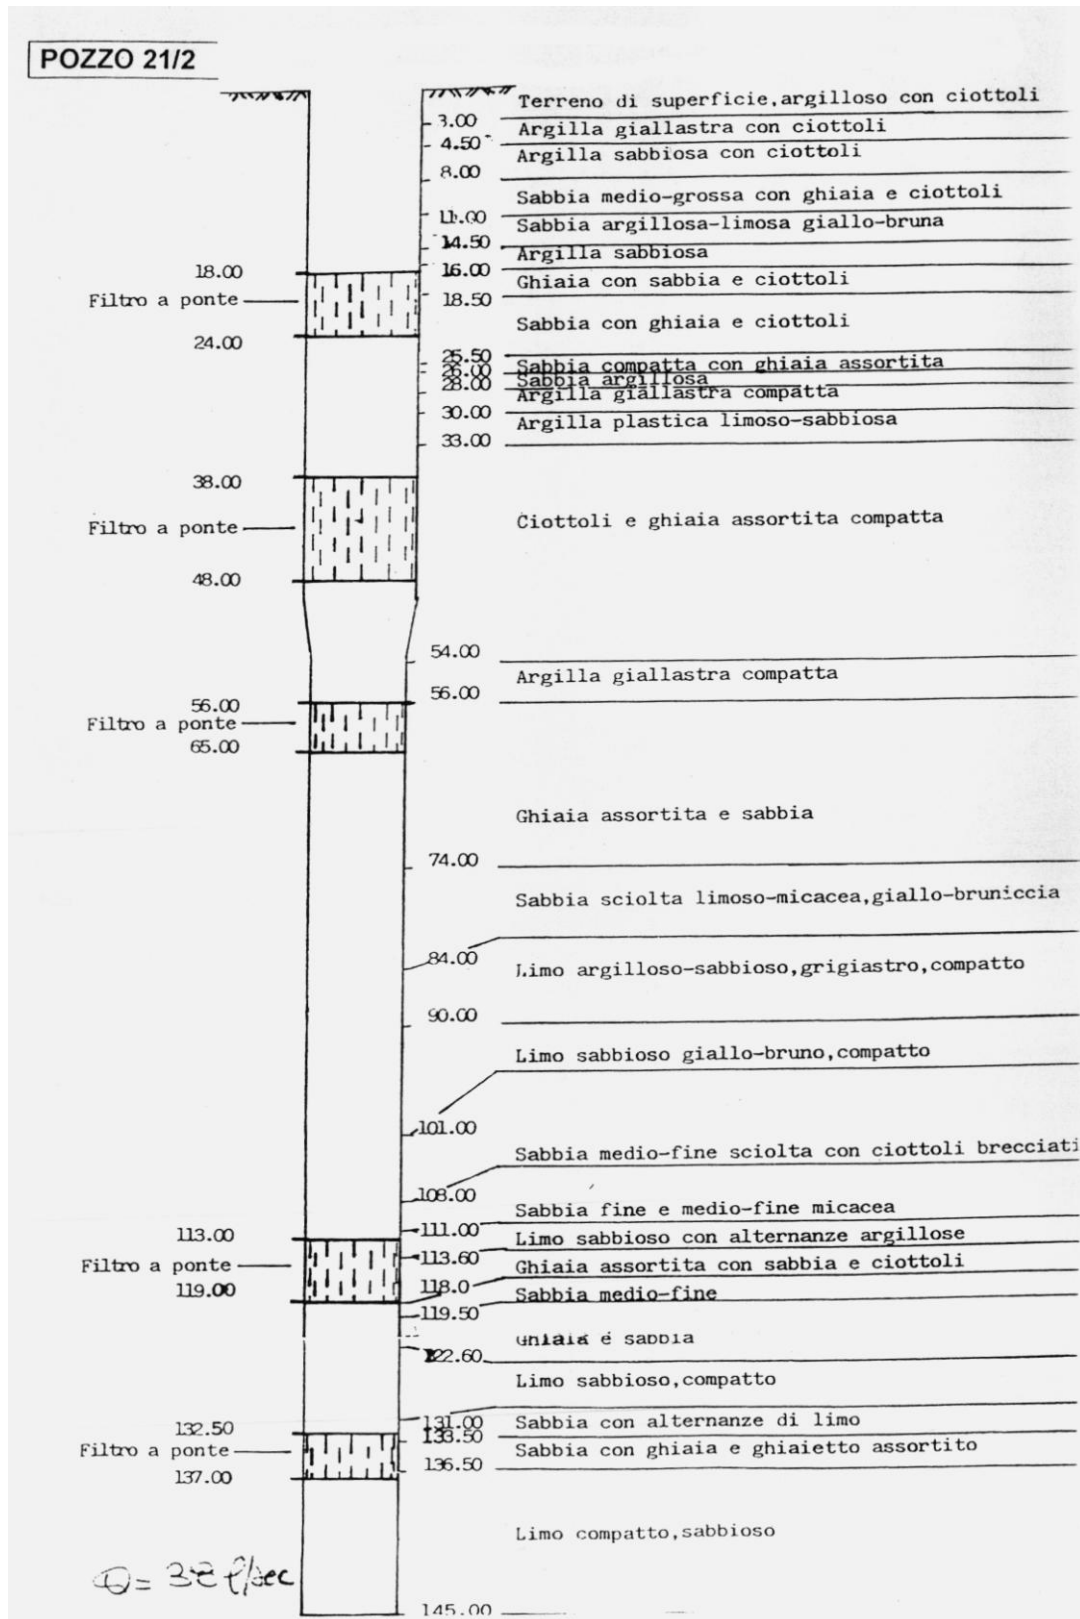 POZZO 21/2
Terreno di superficie,argilloso con ciottoli
3.00
Argilla giallastra con ciottoli
4.50
Argilla sabbiosa con ciottoli
8.00
Sabbia medio-grossa con ghiaia e ciottoli
11.00
Sabbia argillosa-limosa giallo-bruna
14.50
Argilla sabbiosa
16.00
18.00
Ghiaia con sabbia e ciottoli
Filtro a ponte
18.50
Sabbia con ghiaia e ciottoli
24.00
25.50
Sabbia compatta con ghiaia assortita
26.00
Sabbia argillosa
28.00
Argilla giallastra compatta
30.00
Argilla plastica limoso-sabbiosa
33.00
38.00
Filtro a ponte
Ciottoli e ghiaia assortita compatta
48.00
54.00
Argilla giallastra compatta
56.00
56.00
Filtro a ponte
65.00
Ghiaia assortita e sabbia
74.00
Sabbia sciolta limoso-micacea,giallo-bruniccia
84.00
Limo argilloso-sabbioso,grigiastro,compatto
90.00
Limo sabbioso giallo-bruno,compatto
101.00
Sabbia medio-fine sciolta con ciottoli brecciati
108.00
Sabbia fine e medio-fine micacea
111.00
113.00
Limo sabbioso con alternanze argillose
113.60
Filtro a ponte
Ghiaia assortita con sabbia e ciottoli
119.00
118.0
Sabbia medio-fine
119.50
Ghiaia e sabbia
122.60
Limo sabbioso,compatto
131.00
Sabbia con alternanze di limo
132.50
133.50
Filtro a ponte
Sabbia con ghiaia e ghiaietto assortito
136.50
137.00
Limo compatto,sabbioso
Q= 38 l/sec
145.00